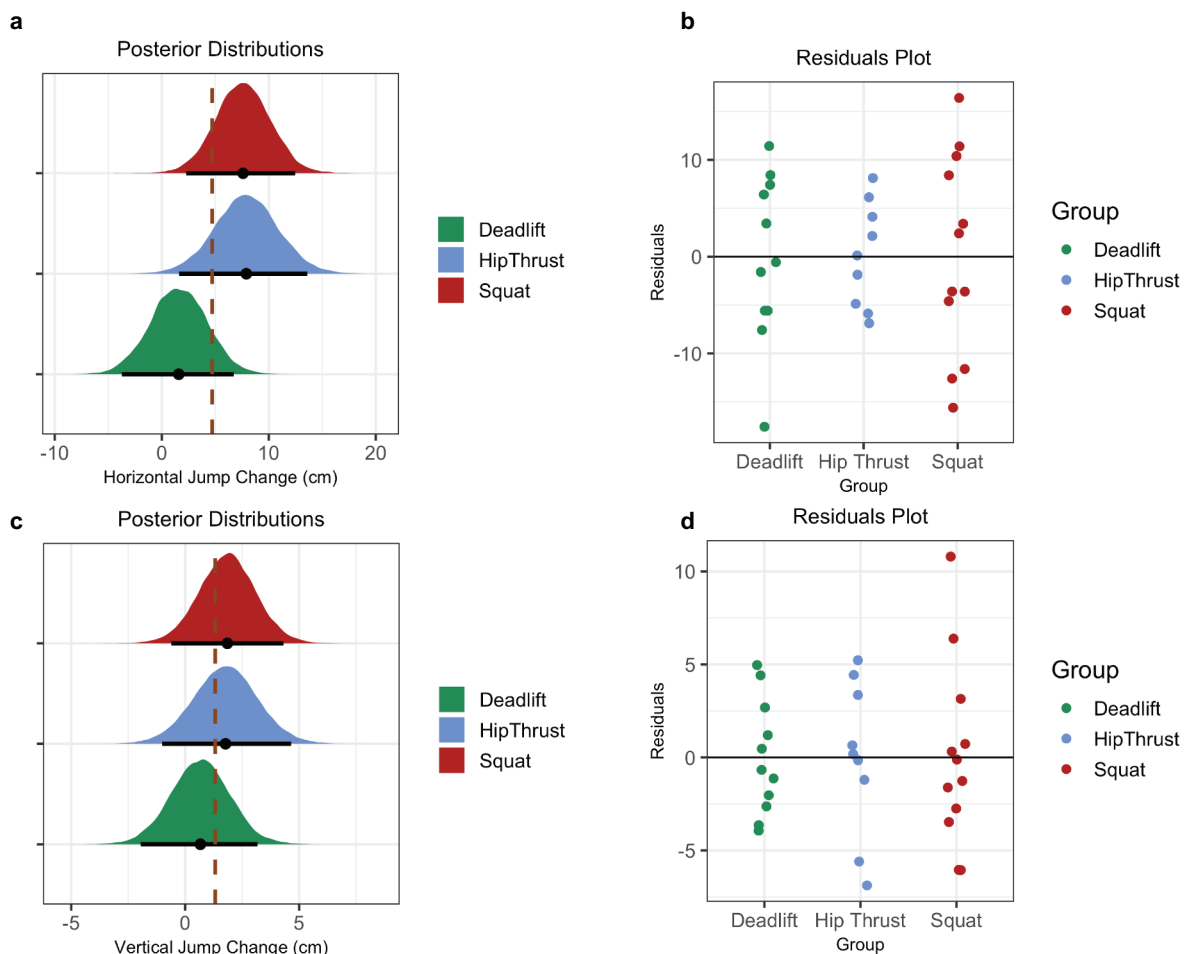 a
Posterior Distributions
-10 0 10 20
Horizontal Jump Change (cm)
Deadlift
HipThrust
Squat
b
Residuals Plot
Residuals
10
0
-10
Deadlift Hip Thrust Squat
Group
Group
Deadlift
HipThrust
Squat
c
Posterior Distributions
-5 0 5
Vertical Jump Change (cm)
Deadlift
HipThrust
Squat
d
Residuals Plot
Residuals
10
5
0
-5
Deadlift Hip Thrust Squat
Group
Group
Deadlift
HipThrust
Squat